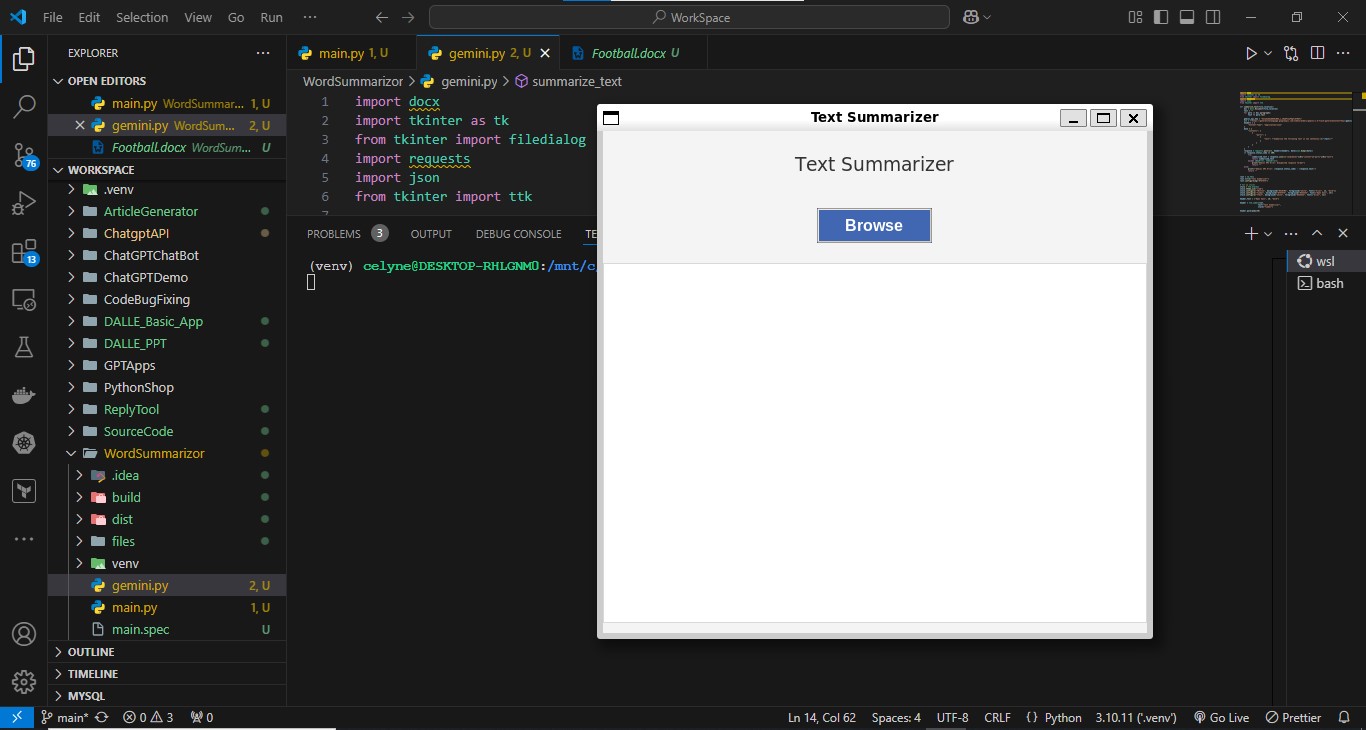 File Edit Selection View Go Run ··· WorkSpace
EXPLORER ···
OPEN EDITORS
main.py WordSummar... 1, U
gemini.py WordSum... 2, U
Football.docx WordSu... U
WORKSPACE
.venv
ArticleGenerator
ChatgptAPI
ChatGPTChatBot
ChatGPTDemo
CodeBugFixing
DALLE_Basic_App
DALLE_PPT
GPTApps
PythonShop
ReplyTool
SourceCode
WordSummarizor
.idea
build
dist
files
venv
gemini.py 2, U
main.py 1, U
main.spec U
OUTLINE
TIMELINE
MYSQL
76
13
main.py 1, U gemini.py 2, U Football.docx U
WordSummarizor > gemini.py > summarize_text
1 import docx
2 import tkinter as tk
3 from tkinter import filedialog
4 import requests
5 import json
6 from tkinter import ttk
7
PROBLEMS 3 OUTPUT DEBUG CONSOLE TE
(venv) celyne@DESKTOP-RHLGNMU:/mnt/c
wsl
bash
Text Summarizer
Text Summarizer
Browse
main* 0 3 0 Ln 14, Col 62 Spaces: 4 UTF-8 CRLF { } Python 3.10.11 ('.venv') Go Live Prettier